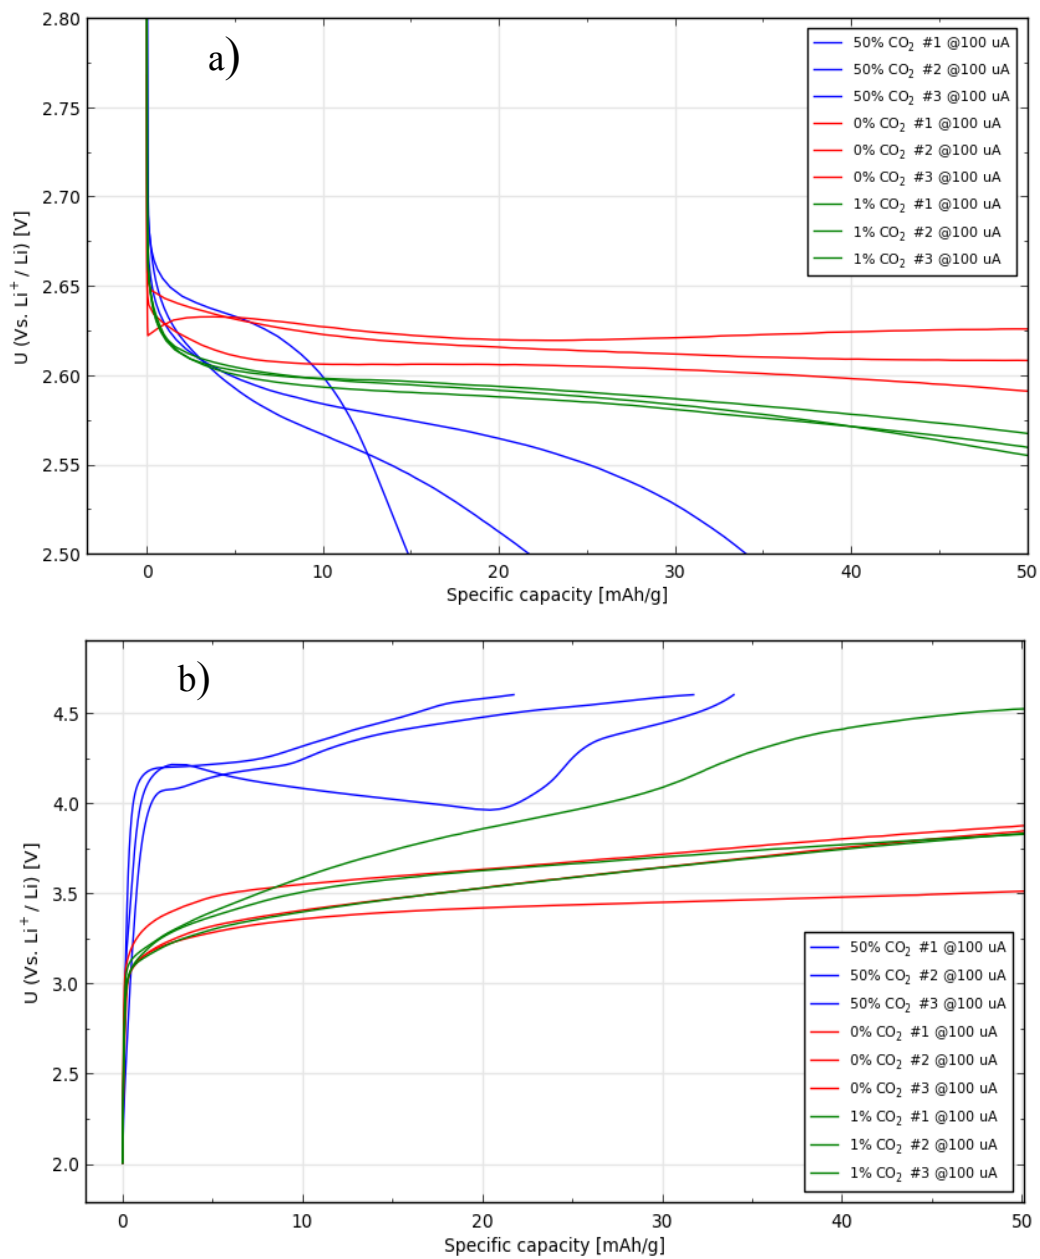 a)
2.80
2.75
2.70
2.65
2.60
2.55
2.50
U (Vs. Li⁺ / Li) [V]
50% CO₂ #1 @100 uA
50% CO₂ #2 @100 uA
50% CO₂ #3 @100 uA
0% CO₂ #1 @100 uA
0% CO₂ #2 @100 uA
0% CO₂ #3 @100 uA
1% CO₂ #1 @100 uA
1% CO₂ #2 @100 uA
1% CO₂ #3 @100 uA
0 10 20 30 40 50
Specific capacity [mAh/g]
b)
4.5
4.0
3.5
3.0
2.5
2.0
U (Vs. Li⁺ / Li) [V]
50% CO₂ #1 @100 uA
50% CO₂ #2 @100 uA
50% CO₂ #3 @100 uA
0% CO₂ #1 @100 uA
0% CO₂ #2 @100 uA
0% CO₂ #3 @100 uA
1% CO₂ #1 @100 uA
1% CO₂ #2 @100 uA
1% CO₂ #3 @100 uA
0 10 20 30 40 50
Specific capacity [mAh/g]